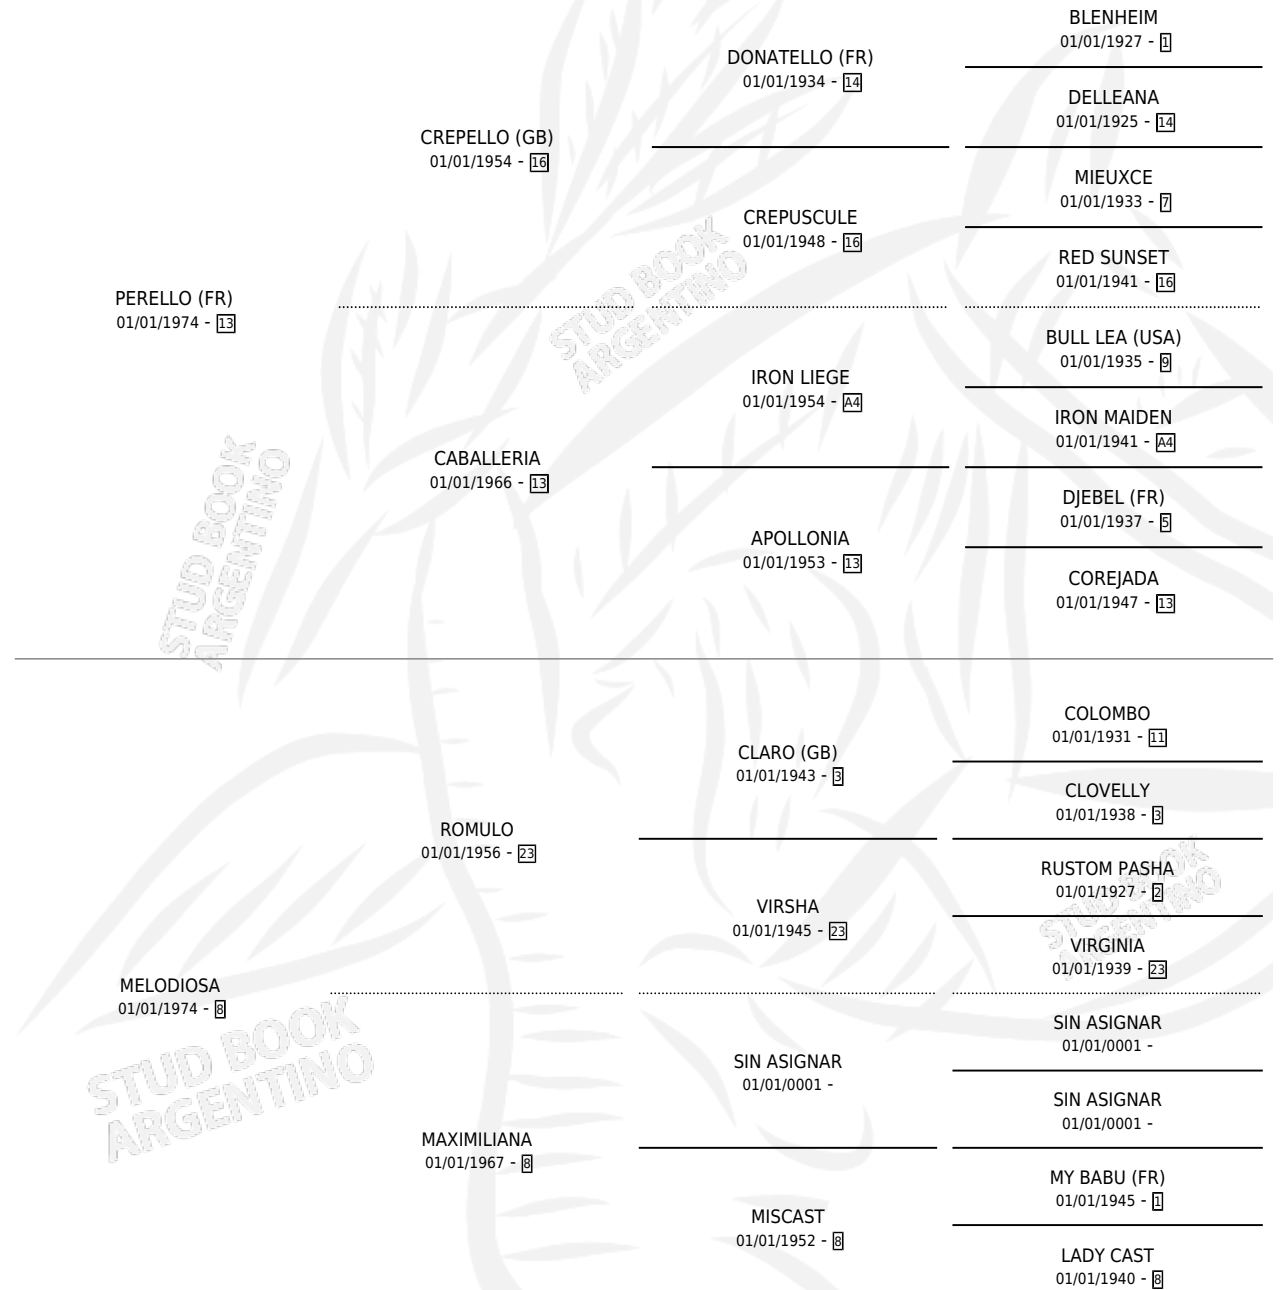 BLENHEIM
01/01/1927 - 1
DONATELLO (FR)
01/01/1934 - 14
DELLEANA
01/01/1925 - 14
CREPELLO (GB)
01/01/1954 - 16
MIEUXCE
01/01/1933 - 7
CREPUSCULE
01/01/1948 - 16
RED SUNSET
01/01/1941 - 16
PERELLO (FR)
01/01/1974 - 13
STUD BOOK
ARGENTINO
BULL LEA (USA)
01/01/1935 - 9
IRON LIEGE
01/01/1954 - A4
IRON MAIDEN
01/01/1941 - A4
CABALLERIA
01/01/1966 - 13
DJEBEL (FR)
01/01/1937 - 5
APOLLONIA
01/01/1953 - 13
COREJADA
01/01/1947 - 13
STUD BOOK
ARGENTINO
COLOMBO
01/01/1931 - 11
CLARO (GB)
01/01/1943 - 3
CLOVELLY
01/01/1938 - 3
ROMULO
01/01/1956 - 23
RUSTOM PASHA
01/01/1927 - 2
VIRSHA
01/01/1945 - 23
VIRGINIA
01/01/1939 - 23
STUD BOOK
ARGENTINO
MELODIOSA
01/01/1974 - 8
SIN ASIGNAR
01/01/0001 -
SIN ASIGNAR
01/01/0001 -
SIN ASIGNAR
01/01/0001 -
STUD BOOK
ARGENTINO
MAXIMILIANA
01/01/1967 - 8
MY BABU (FR)
01/01/1945 - 1
MISCAST
01/01/1952 - 8
LADY CAST
01/01/1940 - 8